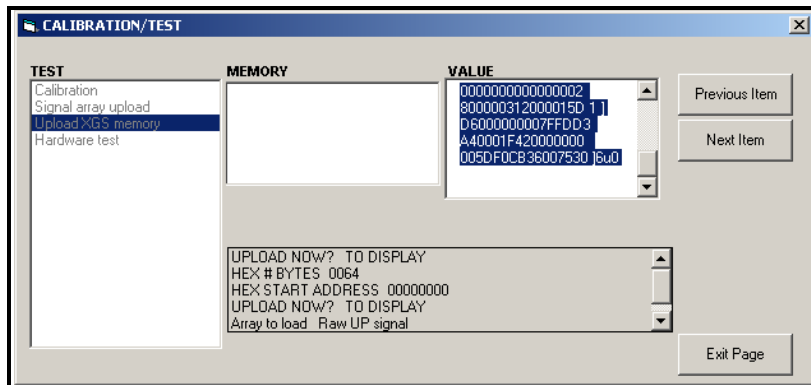 CALIBRATION/TEST
TEST
Calibration
Signal array upload
Upload XGS memory
Hardware test
MEMORY
VALUE
0000000000000002
800000312000015D 1 ]
D6000000007FFDD3
A40001F420000000
005DF0CB36007530 ]6u0
Previous Item
Next Item
UPLOAD NOW? TO DISPLAY
HEX # BYTES 0064
HEX START ADDRESS 00000000
UPLOAD NOW? TO DISPLAY
Array to load Raw UP signal
Exit Page